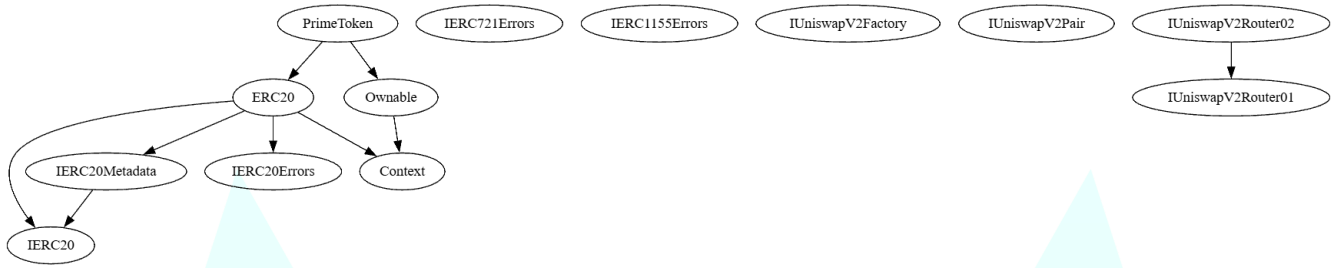 PrimeToken
IERC721Errors
IERC1155Errors
IUniswapV2Factory
IUniswapV2Pair
IUniswapV2Router02
ERC20
Ownable
IUniswapV2Router01
IERC20Metadata
IERC20Errors
Context
IERC20